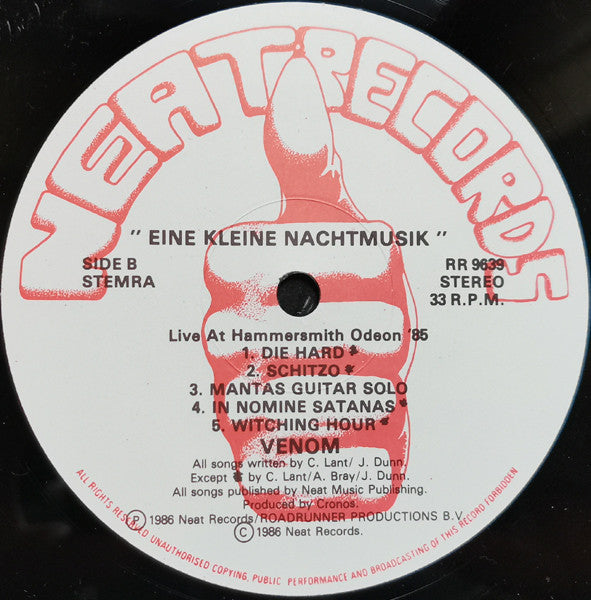 NEAT RECORDS
" EINE KLEINE NACHTMUSIK "
SIDE B
STEMRA
RR 9639
STEREO
33 R.P.M.
Live At Hammersmith Odeon '85
1. DIE HARD *
2. SCHITZO *
3. MANTAS GUITAR SOLO
4. IN NOMINE SATANAS *
5. WITCHING HOUR *
VENOM
All songs written by C. Lant/ J. Dunn.
Except * by C. Lant/A. Bray/J. Dunn.
All songs published by Neat Music Publishing.
Produced by Cronos.
Ⓟ 1986 Neat Records/ROADRUNNER PRODUCTIONS B.V.
© 1986 Neat Records.
ALL RIGHTS RESERVED UNAUTHORISED COPYING, PUBLIC PERFORMANCE AND BROADCASTING OF THIS RECORD FORBIDDEN